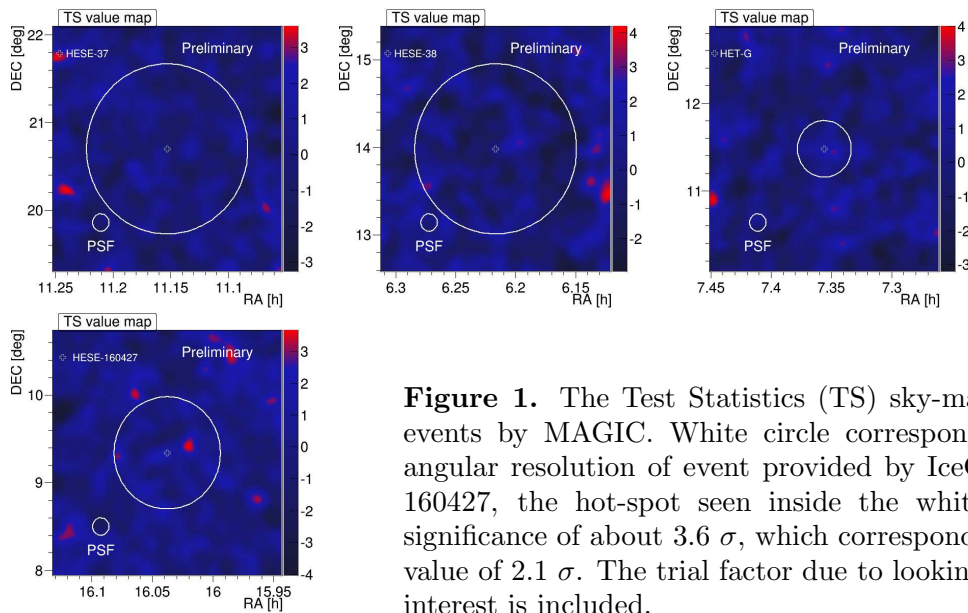 TS value map
DEC [deg]
22
21
20
HESE-37
Preliminary
PSF
11.25 11.2 11.15 11.1
RA [h]
3
2
1
0
-1
-2
-3
TS value map
DEC [deg]
15
14
13
HESE-38
Preliminary
PSF
6.3 6.25 6.2 6.15
RA [h]
4
3
2
1
0
-1
-2
TS value map
DEC [deg]
12
11
HET-G
Preliminary
PSF
7.45 7.4 7.35 7.3
RA [h]
4
3
2
1
0
-1
-2
-3
TS value map
DEC [deg]
10
9
8
HESE-160427
Preliminary
PSF
16.1 16.05 16 15.95
RA [h]
3
2
1
0
-1
-2
-3
-4
Figure 1. The Test Statistics (TS) sky-ma
events by MAGIC. White circle correspon
angular resolution of event provided by Ice
160427, the hot-spot seen inside the whit
significance of about 3.6 σ, which correspon
value of 2.1 σ. The trial factor due to lookin
interest is included.